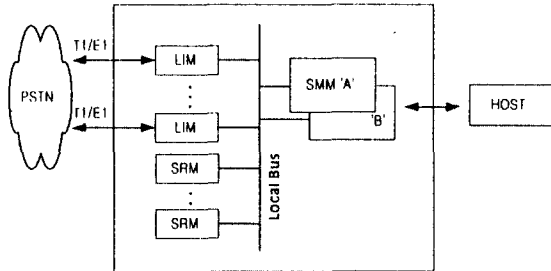 T1/E1
LIM
SMM 'A'
PSTN
HOST
'B'
T1/E1
LIM
SRM
Local Bus
SRM